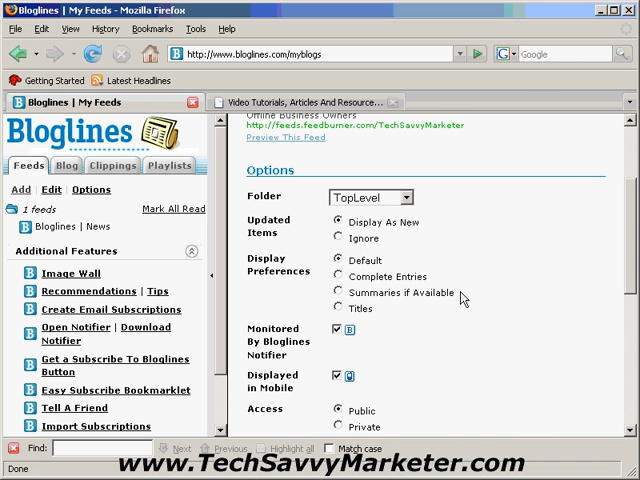 Bloglines | My Feeds - Mozilla Firefox
File Edit View History Bookmarks Tools Help
http://www.bloglines.com/myblogs
Google
Getting Started Latest Headlines
Bloglines | My Feeds
Video Tutorials, Articles And Resource...
Bloglines
Feeds Blog Clippings Playlists
Add | Edit | Options
1 feeds Mark All Read
Bloglines | News
Additional Features
Image Wall
Recommendations | Tips
Create Email Subscriptions
Open Notifier | Download
Notifier
Get a Subscribe To Bloglines
Button
Easy Subscribe Bookmarklet
Tell A Friend
Import Subscriptions
Offline Business Owners
http://feeds.feedburner.com/TechSavvyMarketer
Preview This Feed
Options
Folder TopLevel
Updated
Items
Display As New
Ignore
Display
Preferences
Default
Complete Entries
Summaries if Available
Titles
Monitored
By Bloglines
Notifier
Displayed
in Mobile
Access
Public
Private
Find: Next Previous Highlight all Match case
Done
www.TechSavvyMarketer.com